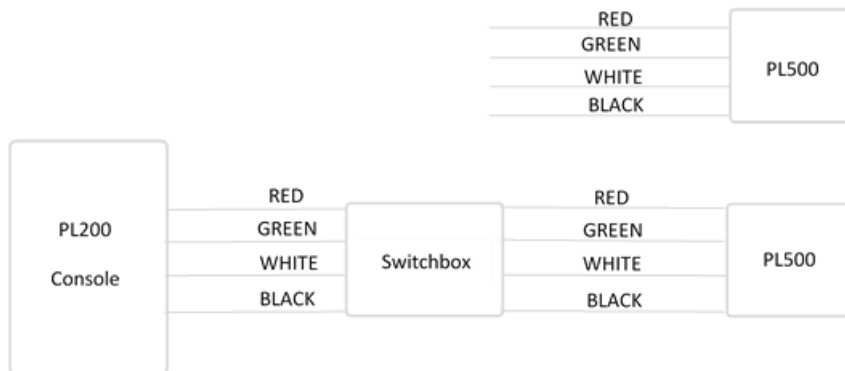 RED
GREEN
WHITE
BLACK
PL500
PL200
Console
RED
GREEN
WHITE
BLACK
Switchbox
RED
GREEN
WHITE
BLACK
PL500